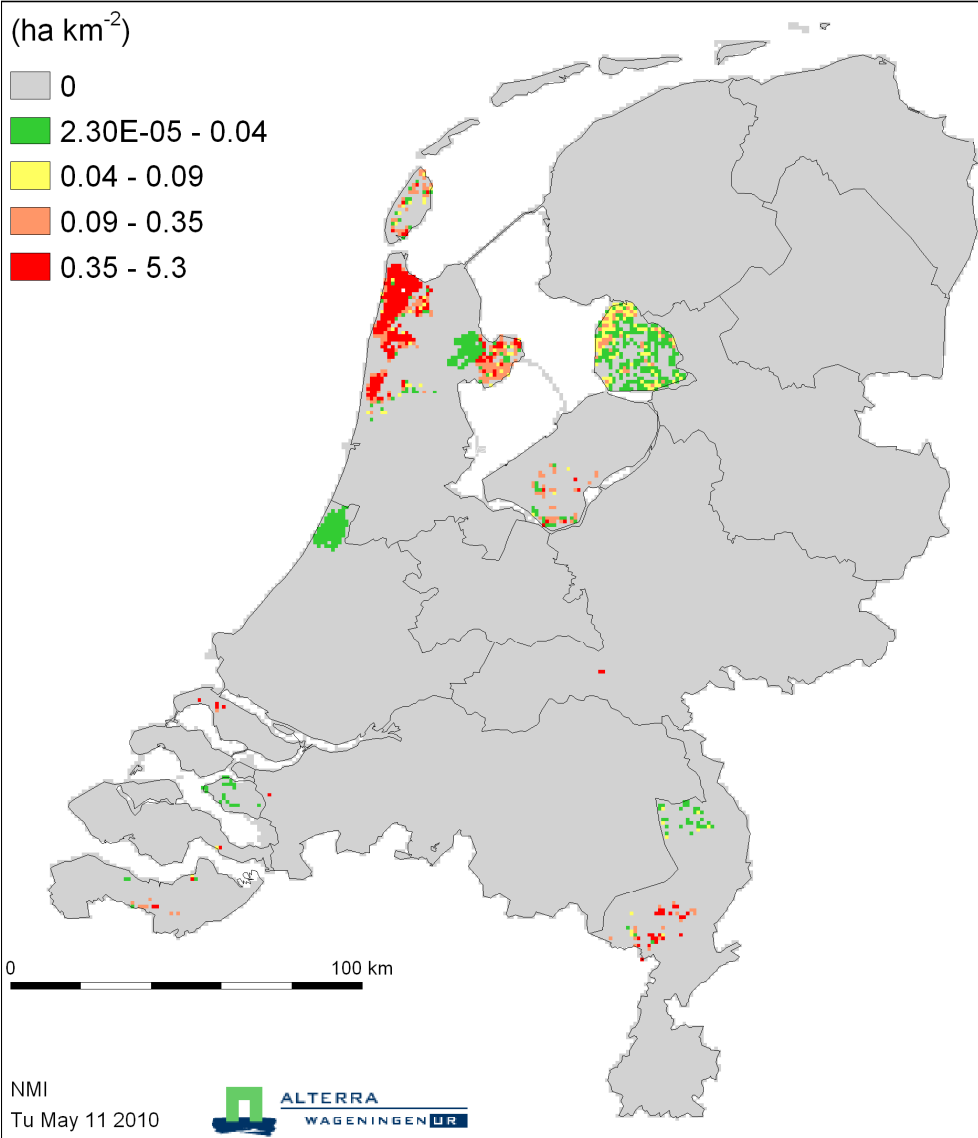 (ha km-2)
0
2.30E-05 - 0.04
0.04 - 0.09
0.09 - 0.35
0.35 - 5.3
0 100 km
NMI
Tu May 11 2010
ALTERRA
WAGENINGEN UR